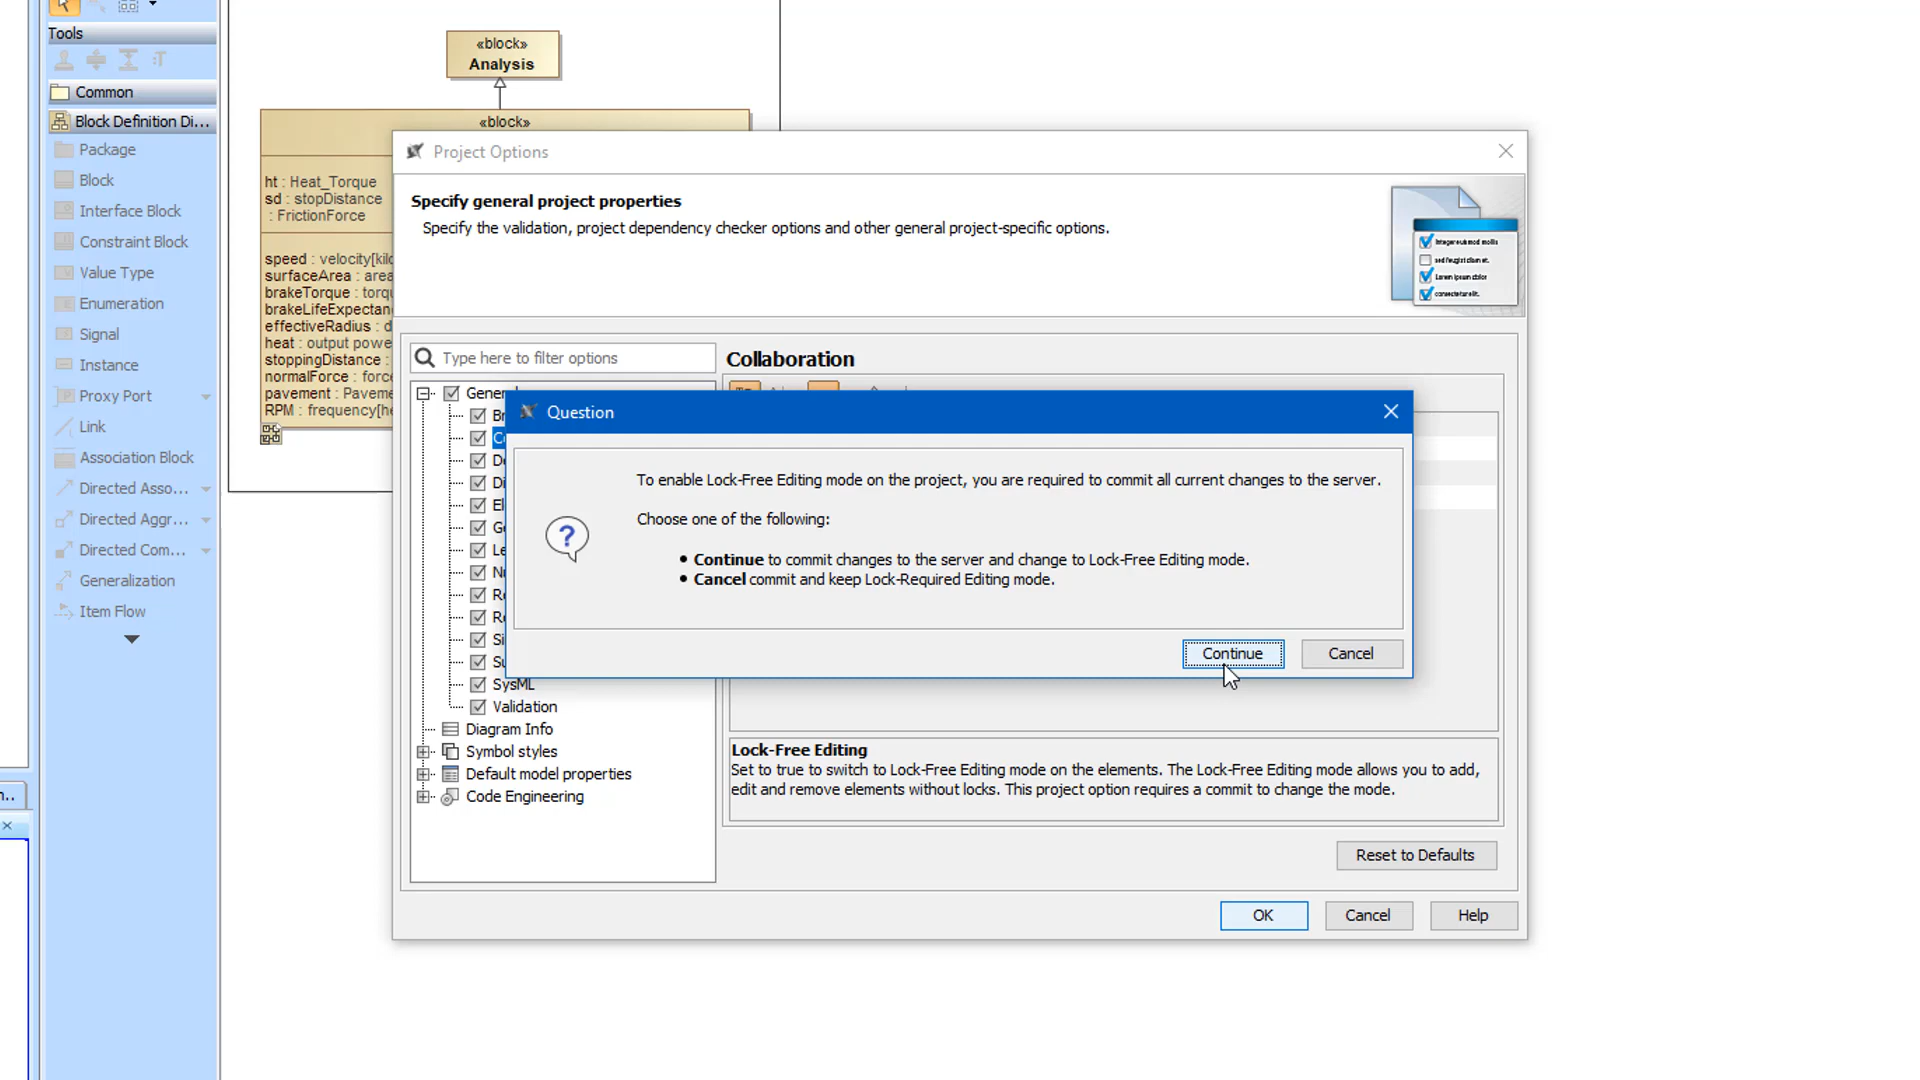 Tools
Common
Block Definition Di...
Package
Block
Interface Block
Constraint Block
Value Type
Enumeration
Signal
Instance
Proxy Port
Link
Association Block
Directed Asso...
Directed Aggr...
Directed Com...
Generalization
Item Flow
«block»
Analysis
«block»
ht : Heat_Torque
sd : stopDistance
: FrictionForce
speed : velocity[kil
surfaceArea : area
brakeTorque : torq
brakeLifeExpectan
effectiveRadius : d
heat : output powe
stoppingDistance :
normalForce : force
pavement : Paveme
RPM : frequency[he
Project Options
Specify general project properties
Specify the validation, project dependency checker options and other general project-specific options.
Type here to filter options
Collaboration
Gener
Question
To enable Lock-Free Editing mode on the project, you are required to commit all current changes to the server.
Choose one of the following:
• Continue to commit changes to the server and change to Lock-Free Editing mode.
• Cancel commit and keep Lock-Required Editing mode.
Continue
Cancel
SysML
Validation
Diagram Info
Symbol styles
Default model properties
Code Engineering
Lock-Free Editing
Set to true to switch to Lock-Free Editing mode on the elements. The Lock-Free Editing mode allows you to add,
edit and remove elements without locks. This project option requires a commit to change the mode.
Reset to Defaults
OK
Cancel
Help